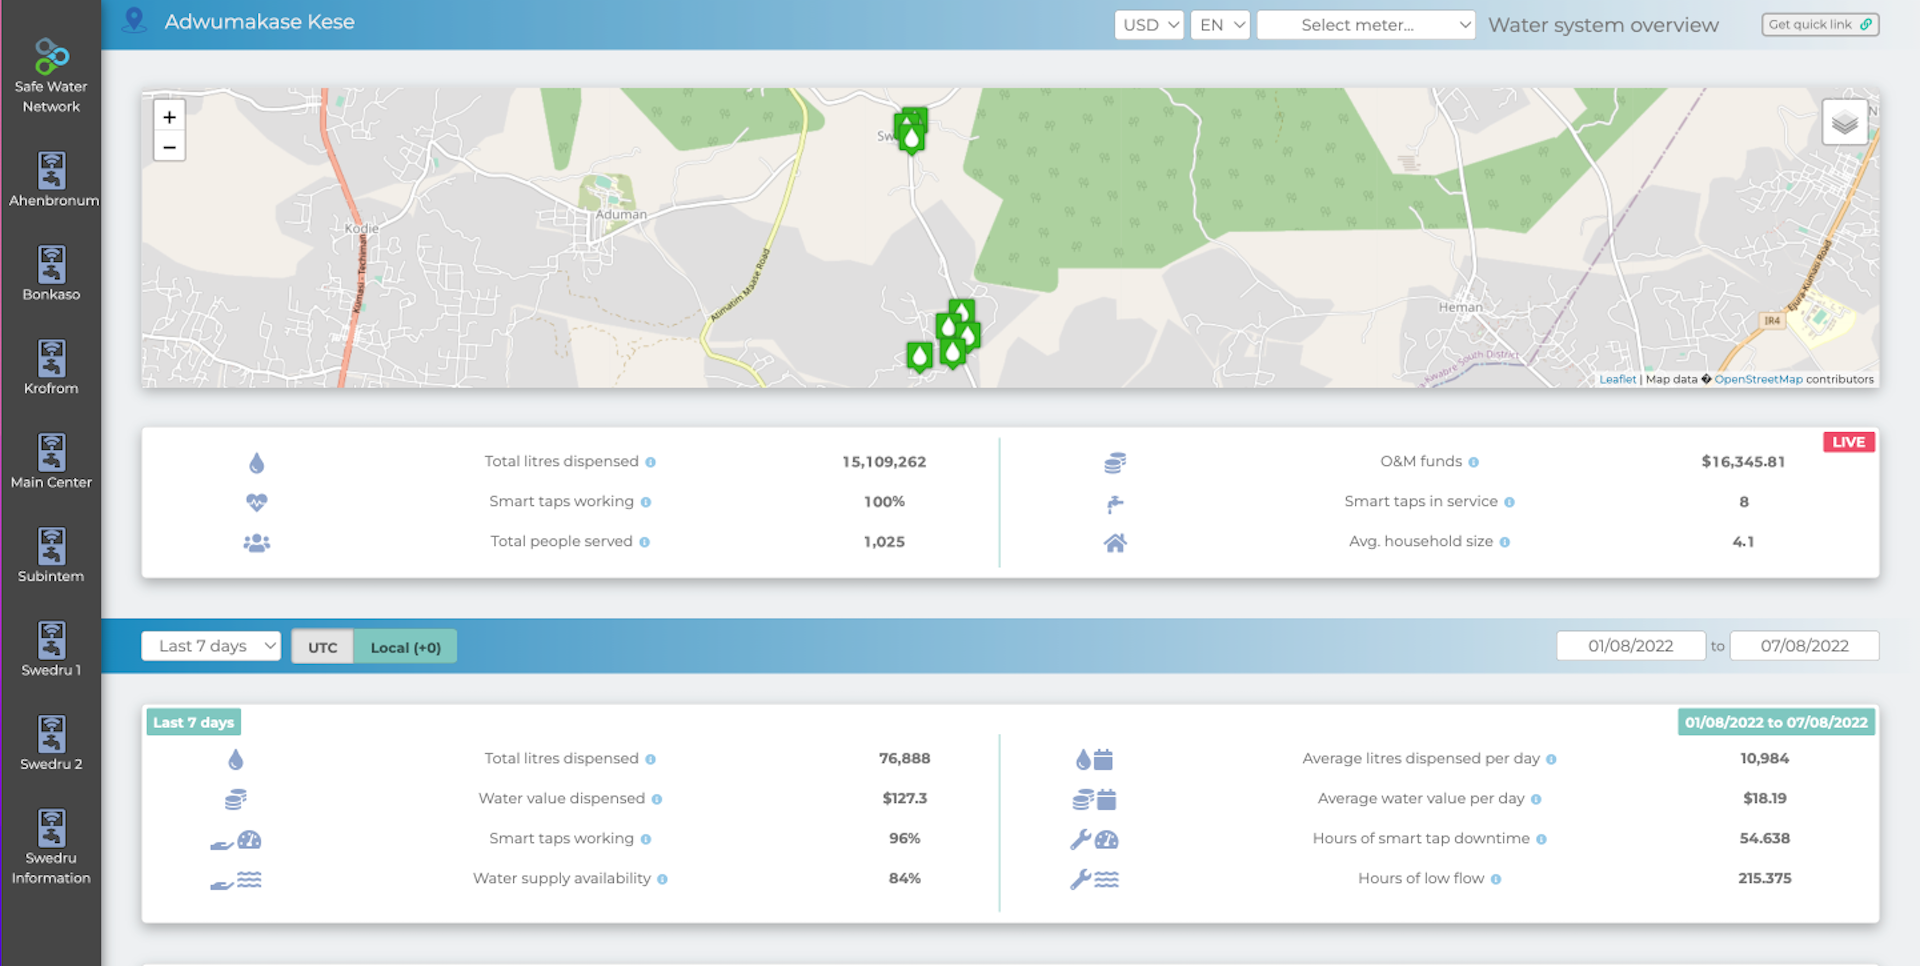 Adwumakase Kese
USD
EN
Select meter...
Water system overview
Get quick link
Safe Water
Network
Ahenbronum
Bonkaso
Krofrom
Main Center
Subintem
Swedru 1
Swedru 2
Swedru
Information
+
−
Sw
Aduman
Kodie
Kumasi - Techiman
Atimatim Maase Road
Heman
Kwabre South District
Ejura-Kumasi Road
IR4
N
Leaflet | Map data � OpenStreetMap contributors
LIVE
Total litres dispensed 15,109,262
Smart taps working 100%
Total people served 1,025
O&M funds $16,345.81
Smart taps in service 8
Avg. household size 4.1
Last 7 days
UTC
Local (+0)
01/08/2022 to 07/08/2022
Last 7 days
01/08/2022 to 07/08/2022
Total litres dispensed 76,888
Water value dispensed $127.3
Smart taps working 96%
Water supply availability 84%
Average litres dispensed per day 10,984
Average water value per day $18.19
Hours of smart tap downtime 54.638
Hours of low flow 215.375